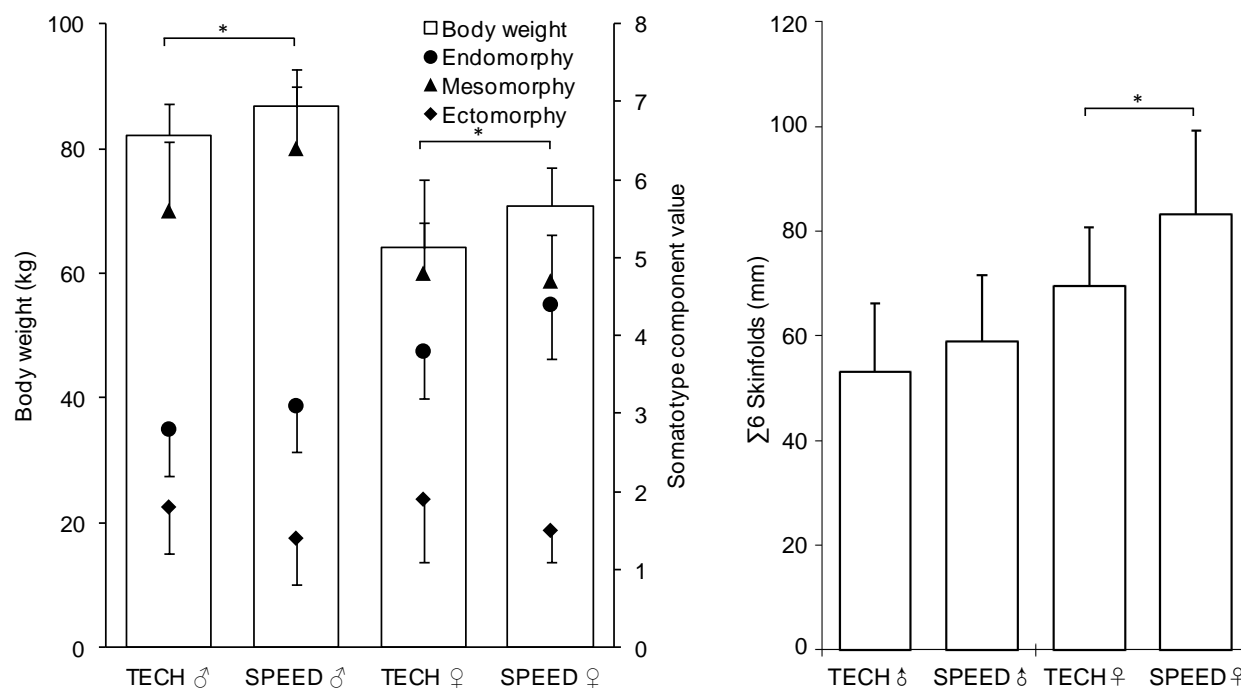 100
80
60
40
20
0
Body weight (kg)
*
*
Body weight
Endomorphy
Mesomorphy
Ectomorphy
8
7
6
5
4
3
2
1
0
Somatotype component value
TECH ♂ SPEED ♂ TECH ♀ SPEED ♀
120
100
80
60
40
20
0
∑6 Skinfolds (mm)
*
TECH ♂ SPEED ♂ TECH ♀ SPEED ♀